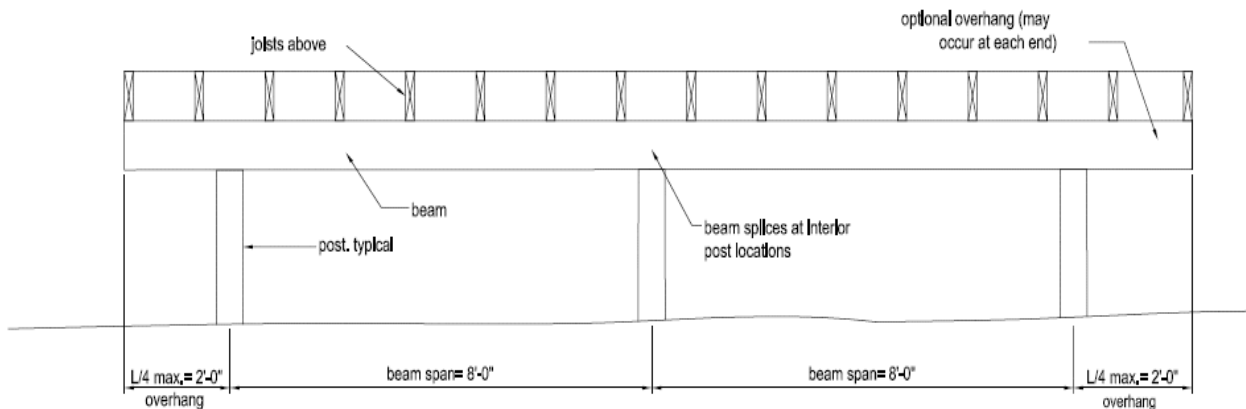 optional overhang (may
occur at each end)
joists above
beam
beam splices at interior
post locations
post. typical
L/4 max.= 2'-0"
overhang
beam span= 8'-0"
beam span= 8'-0"
L/4 max.= 2'-0"
overhang